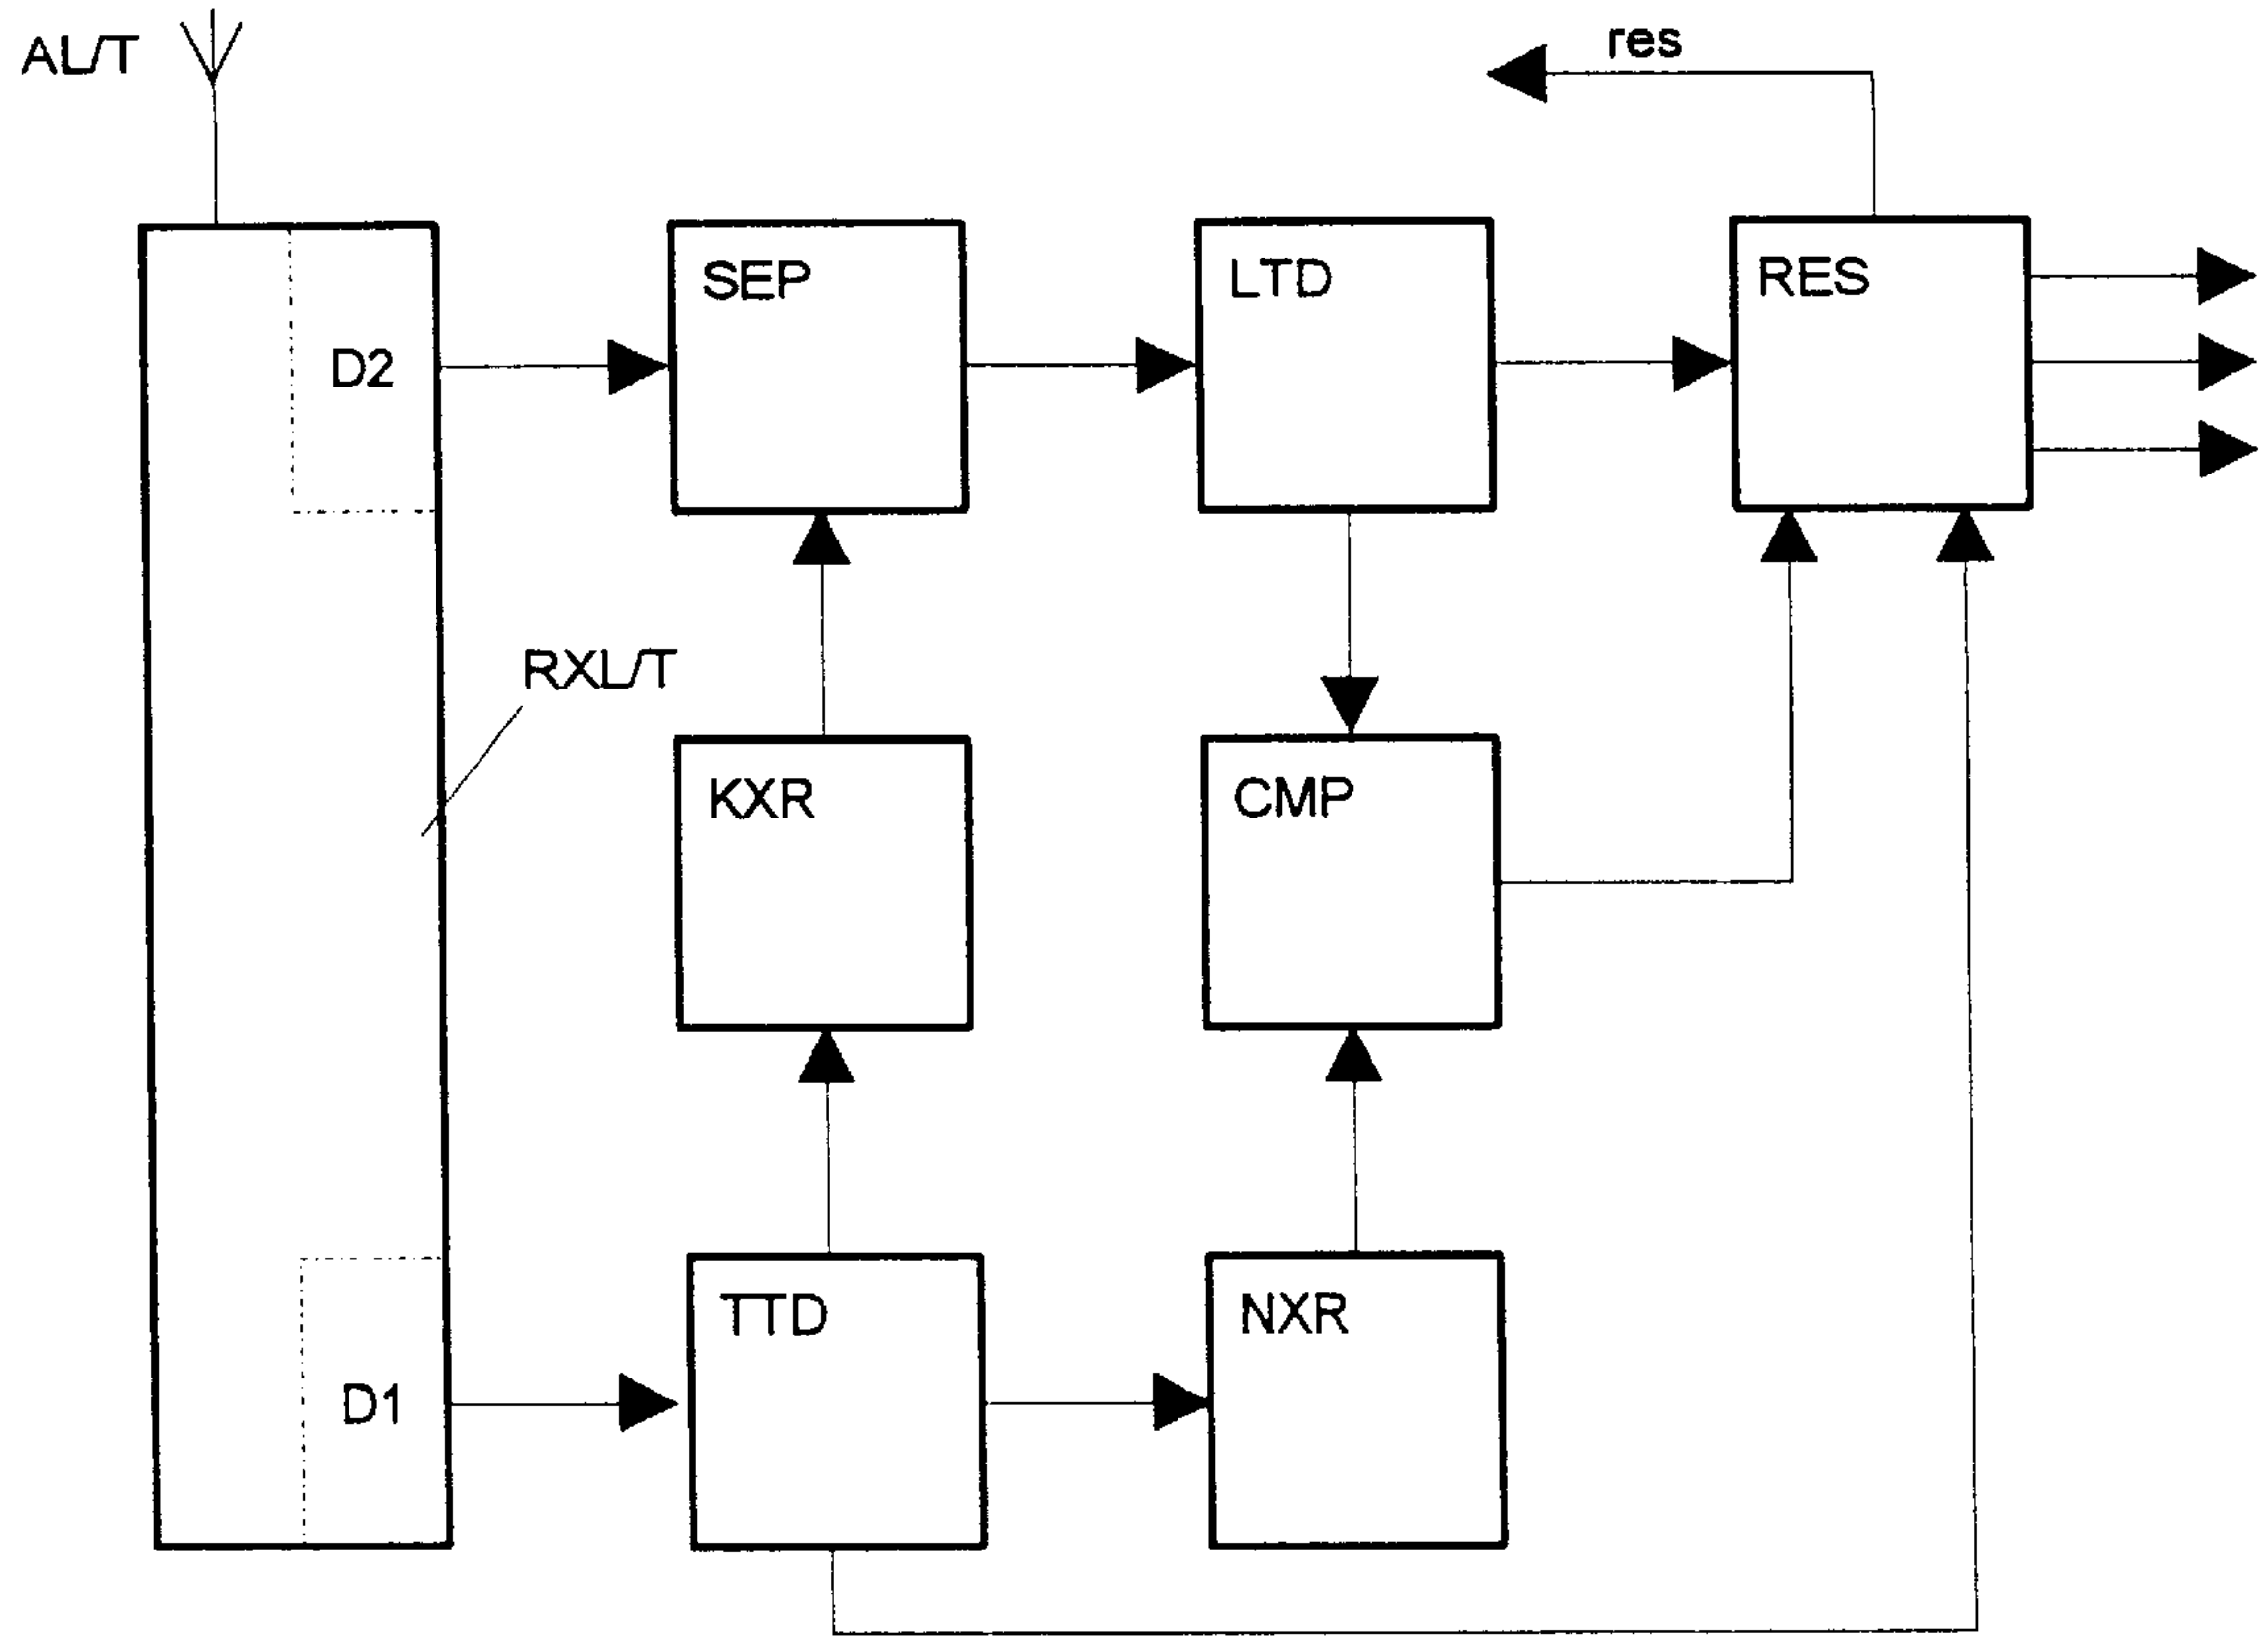 AL/T
res
SEP
LTD
RES
D2
RXL/T
KXR
CMP
TTD
NXR
D1